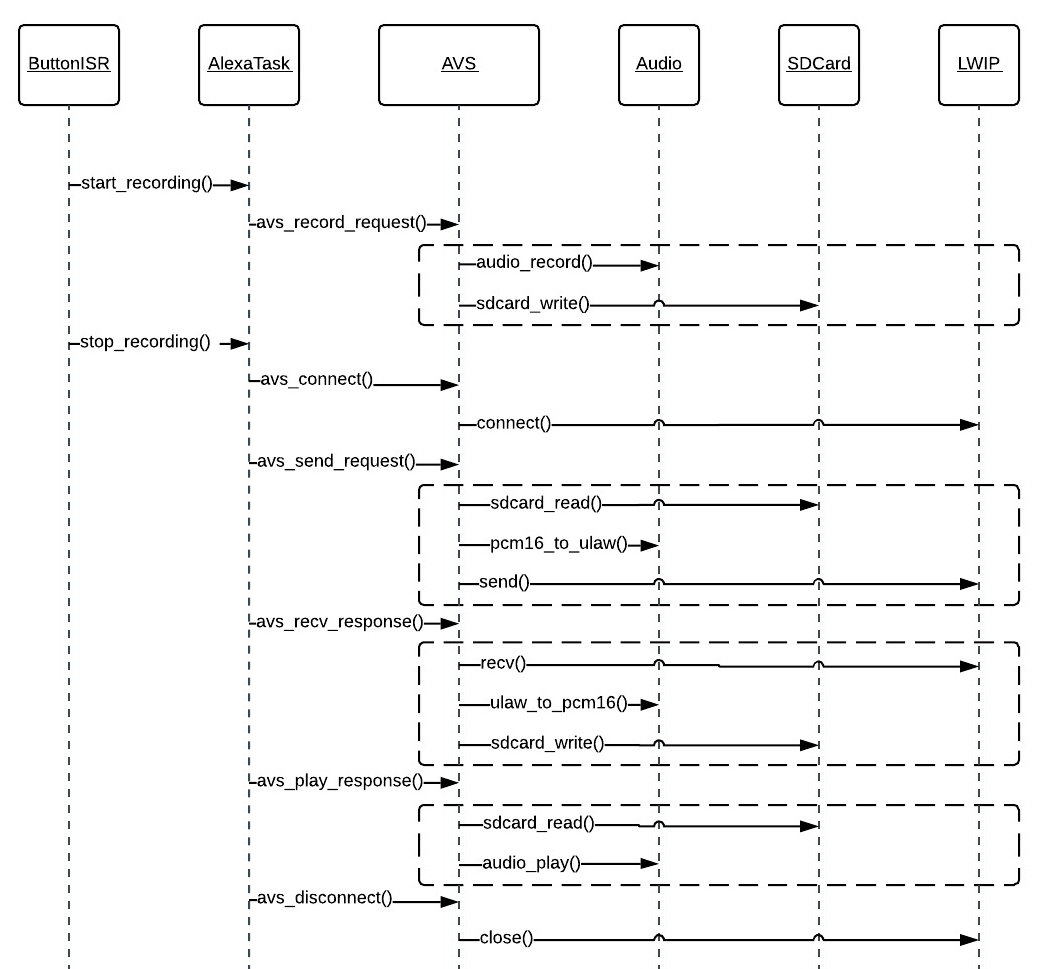 ButtonISR
AlexaTask
AVS
Audio
SDCard
LWIP
start_recording()
avs_record_request()
audio_record()
sdcard_write()
stop_recording()
avs_connect()
connect()
avs_send_request()
sdcard_read()
pcm16_to_ulaw()
send()
avs_recv_response()
recv()
ulaw_to_pcm16()
sdcard_write()
avs_play_response()
sdcard_read()
audio_play()
avs_disconnect()
close()